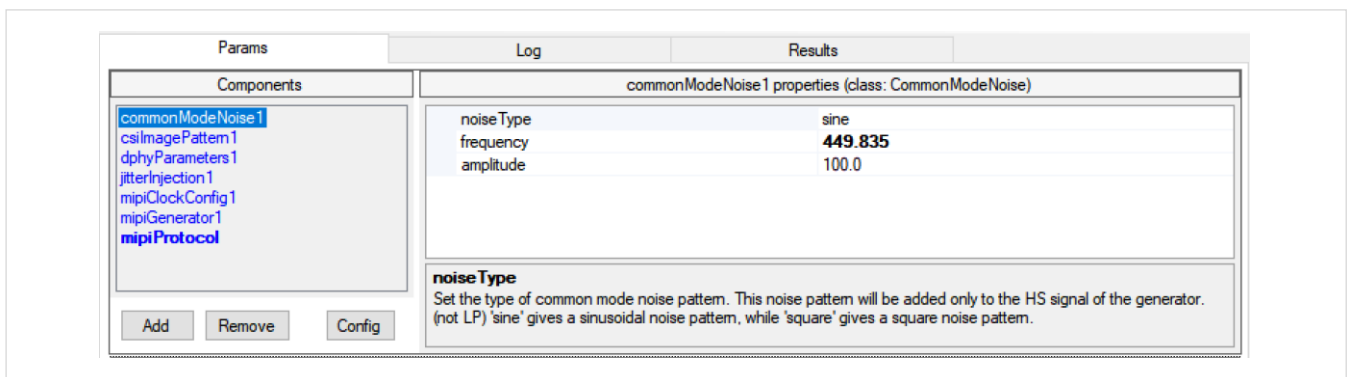 Params Log Results
Components
commonModeNoise1 properties (class: CommonModeNoise)
commonModeNoise1
csiImagePattern1
dphyParameters1
jitterInjection1
mipiClockConfig1
mipiGenerator1
mipiProtocol
noiseType sine
frequency 449.835
amplitude 100.0
noiseType
Set the type of common mode noise pattern. This noise pattern will be added only to the HS signal of the generator.
(not LP) 'sine' gives a sinusoidal noise pattern, while 'square' gives a square noise pattern.
Add Remove Config